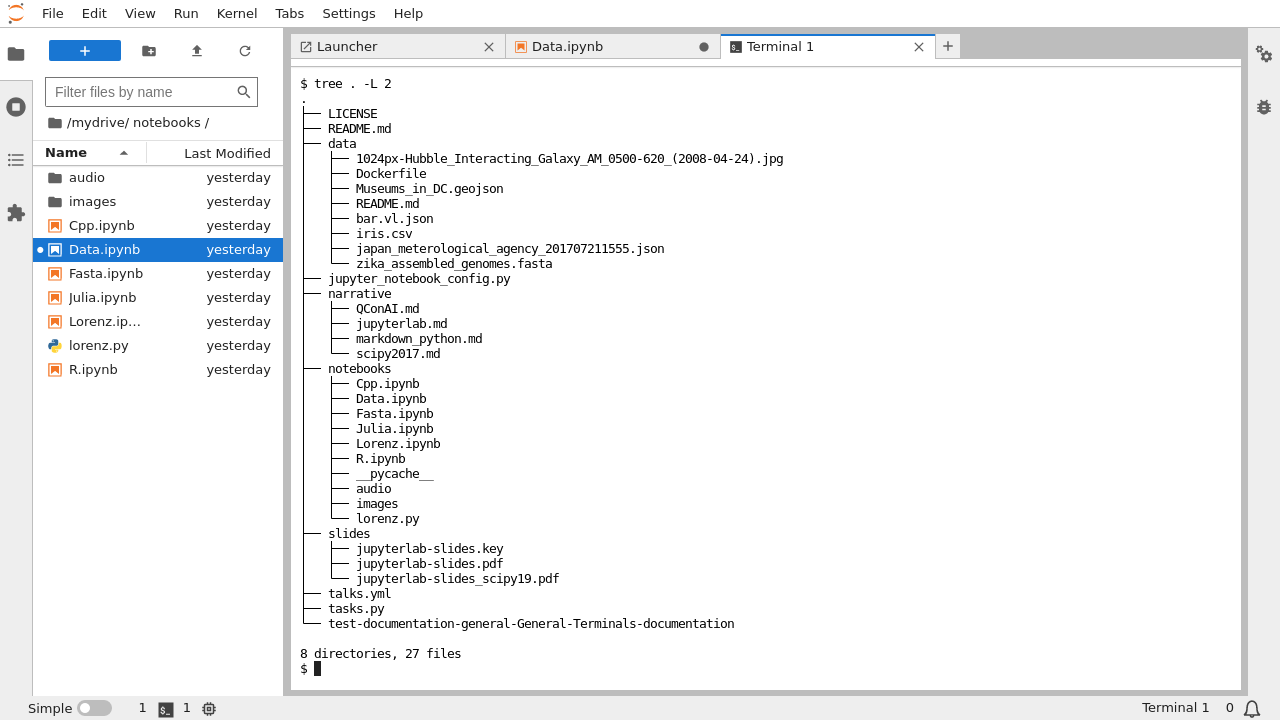 File Edit View Run Kernel Tabs Settings Help
Launcher
Data.ipynb
Terminal 1
Filter files by name
/mydrive/ notebooks /
Name Last Modified
audio yesterday
images yesterday
Cpp.ipynb yesterday
Data.ipynb yesterday
Fasta.ipynb yesterday
Julia.ipynb yesterday
Lorenz.ip… yesterday
lorenz.py yesterday
R.ipynb yesterday
$ tree . -L 2
.
├── LICENSE
├── README.md
├── data
│   ├── 1024px-Hubble_Interacting_Galaxy_AM_0500-620_(2008-04-24).jpg
│   ├── Dockerfile
│   ├── Museums_in_DC.geojson
│   ├── README.md
│   ├── bar.vl.json
│   ├── iris.csv
│   ├── japan_meterological_agency_201707211555.json
│   └── zika_assembled_genomes.fasta
├── jupyter_notebook_config.py
├── narrative
│   ├── QConAI.md
│   ├── jupyterlab.md
│   ├── markdown_python.md
│   └── scipy2017.md
├── notebooks
│   ├── Cpp.ipynb
│   ├── Data.ipynb
│   ├── Fasta.ipynb
│   ├── Julia.ipynb
│   ├── Lorenz.ipynb
│   ├── R.ipynb
│   ├── __pycache__
│   ├── audio
│   ├── images
│   └── lorenz.py
├── slides
│   ├── jupyterlab-slides.key
│   ├── jupyterlab-slides.pdf
│   └── jupyterlab-slides_scipy19.pdf
├── talks.yml
├── tasks.py
└── test-documentation-general-General-Terminals-documentation
8 directories, 27 files
$
Simple 1 $_ 1 Terminal 1 0